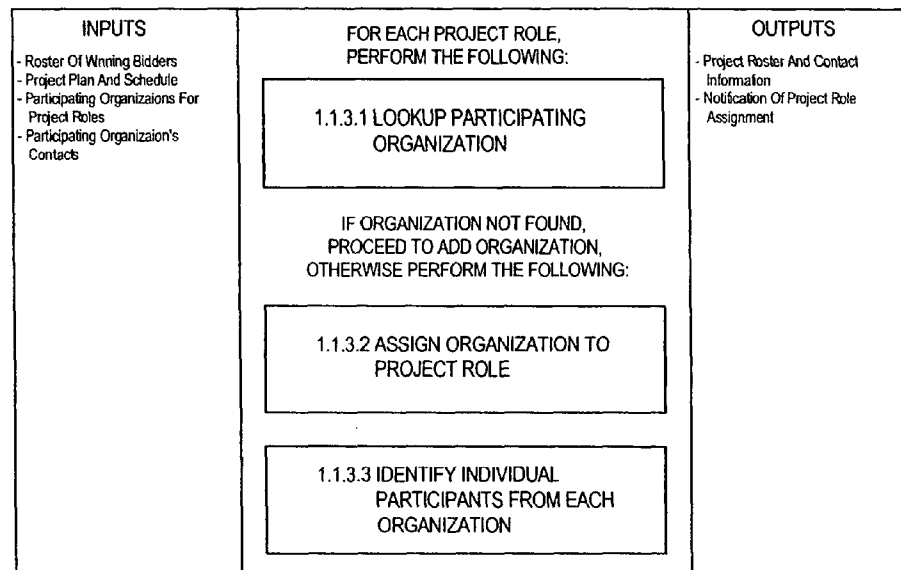 INPUTS
- Roster Of Wnning Bidders
- Project Plan And Schedule
- Participating Organizaions For
Project Roles
- Participating Organizaion's
Contacts
FOR EACH PROJECT ROLE,
PERFORM THE FOLLOWING:
1.1.3.1 LOOKUP PARTICIPATING
ORGANIZATION
IF ORGANIZATION NOT FOUND,
PROCEED TO ADD ORGANIZATION,
OTHERWISE PERFORM THE FOLLOWING:
1.1.3.2 ASSIGN ORGANIZATION TO
PROJECT ROLE
1.1.3.3 IDENTIFY INDIVIDUAL
PARTICIPANTS FROM EACH
ORGANIZATION
OUTPUTS
- Project Roster And Contact
Information
- Notification Of Project Role
Assignment